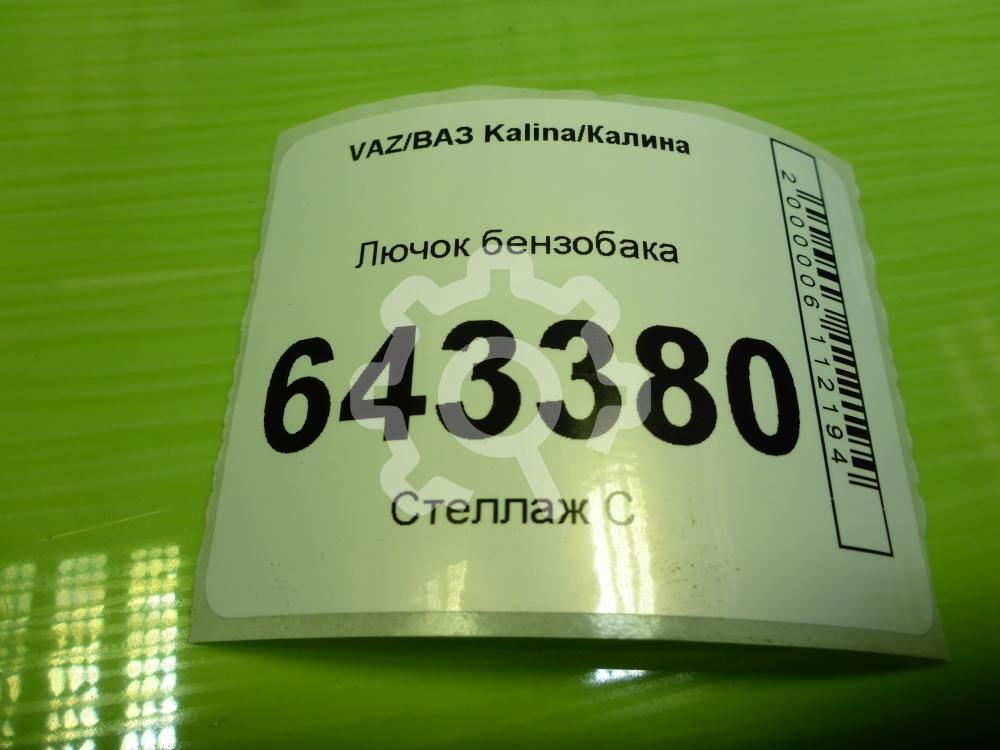 VAZ/ВАЗ Kalina/Калина
Лючок бензобака
643380
Стеллаж С
2000006112194